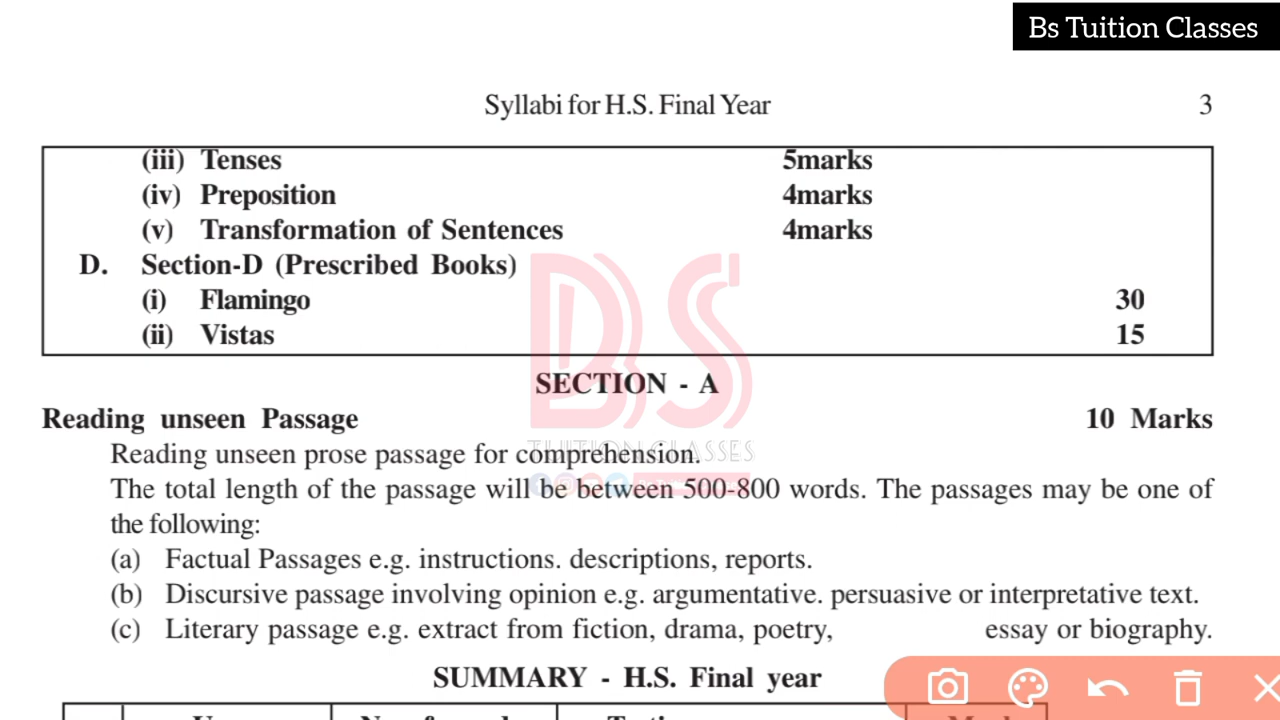 Bs Tuition Classes
Syllabi for H.S. Final Year 3
(iii) Tenses 5marks
(iv) Preposition 4marks
(v) Transformation of Sentences 4marks
D. Section-D (Prescribed Books)
(i) Flamingo 30
(ii) Vistas 15
BS
TUITION CLASSES
SECTION - A
Reading unseen Passage 10 Marks
Reading unseen prose passage for comprehension.
The total length of the passage will be between 500-800 words. The passages may be one of
the following:
(a) Factual Passages e.g. instructions. descriptions, reports.
(b) Discursive passage involving opinion e.g. argumentative. persuasive or interpretative text.
(c) Literary passage e.g. extract from fiction, drama, poetry, essay or biography.
SUMMARY - H.S. Final year